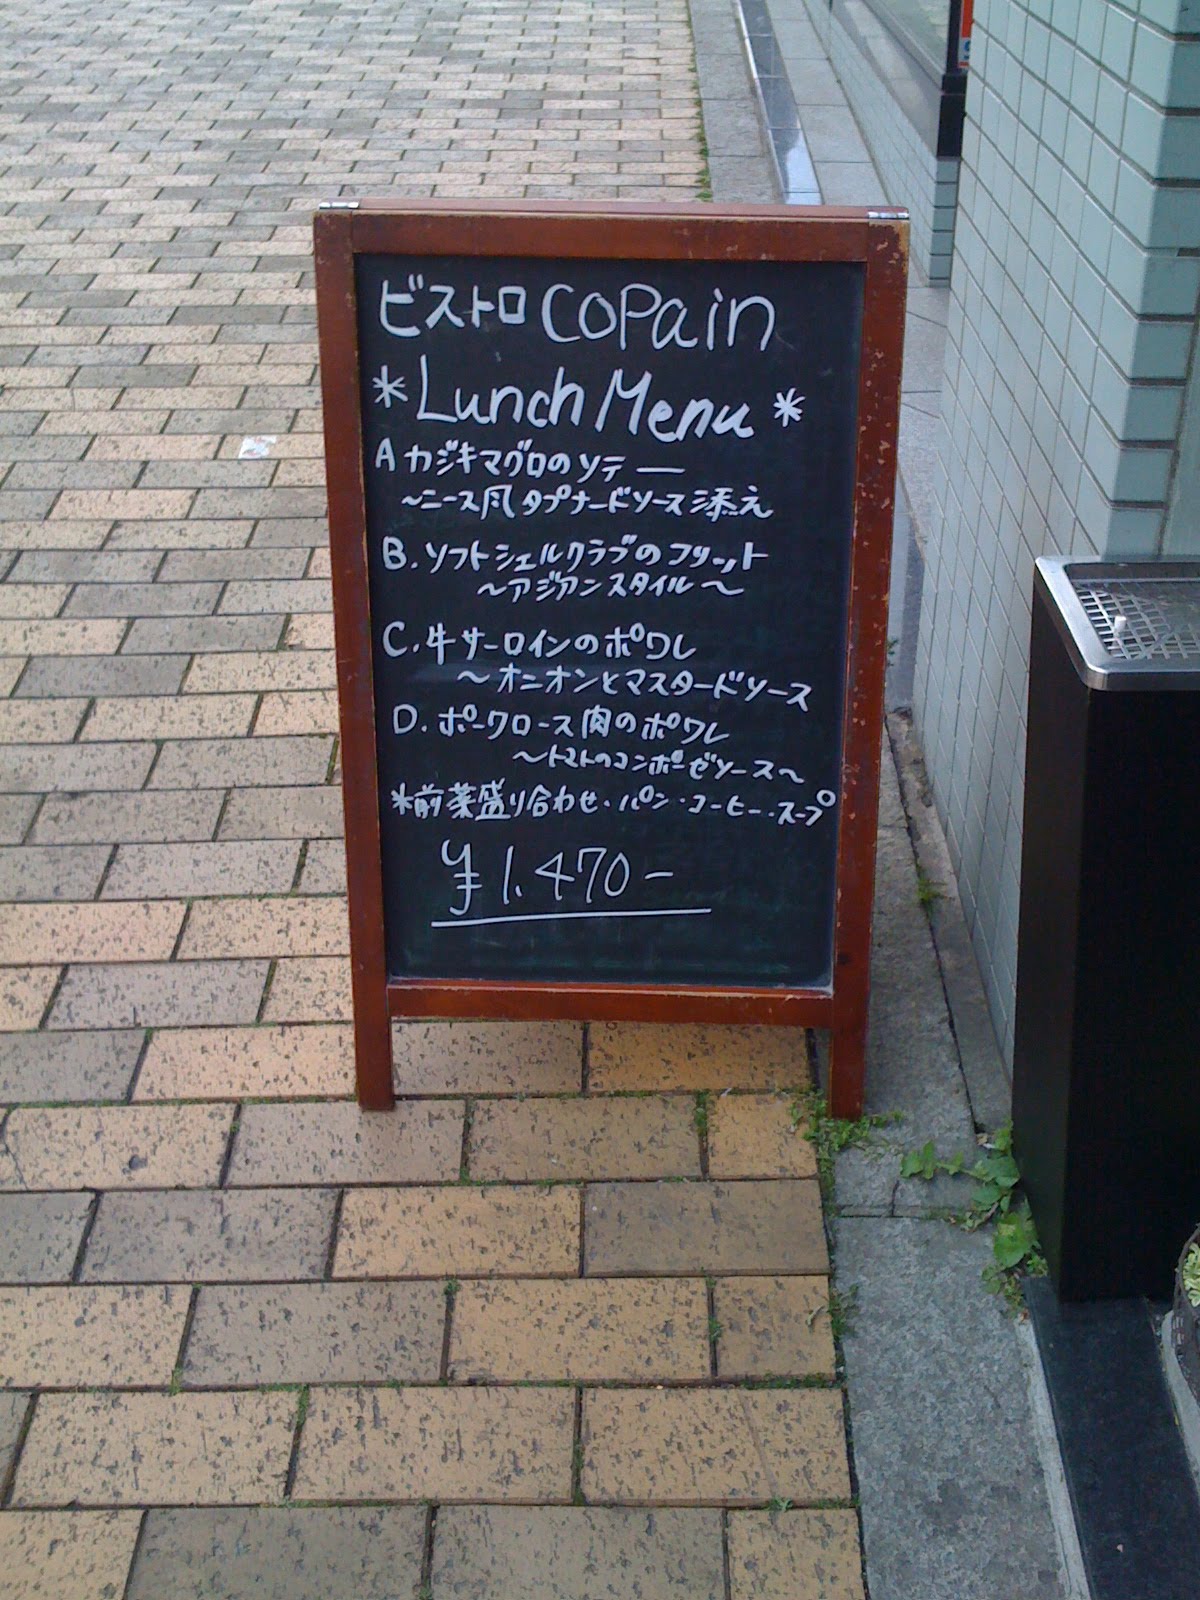 ビストロ copain
*Lunch Menu*
A カジキマグロのソテー
~ニース風タプナードソース添え
B. ソフトシェルクラブのフリット
~アジアンスタイル~
C. 牛サーロインのポワレ
~オニオンとマスタードソース
D. ポークロース肉のポワレ
~トマトのコンポーゼソース~
*前菜盛り合わせ・パン・コーヒー・スープ
¥1.470-